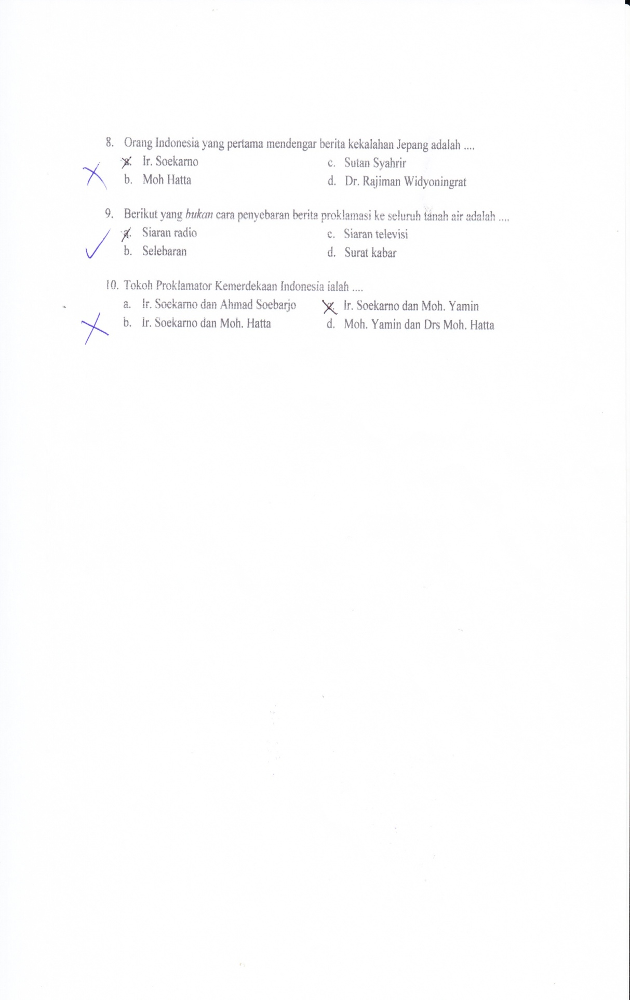 8. Orang Indonesia yang pertama mendengar berita kekalahan Jepang adalah ....
a. Ir. Soekarno c. Sutan Syahrir
b. Moh Hatta d. Dr. Rajiman Widyoningrat
9. Berikut yang bukan cara penyebaran berita proklamasi ke seluruh tanah air adalah ....
a. Siaran radio c. Siaran televisi
b. Selebaran d. Surat kabar
10. Tokoh Proklamator Kemerdekaan Indonesia ialah ....
a. Ir. Soekarno dan Ahmad Soebarjo c. Ir. Soekarno dan Moh. Yamin
b. Ir. Soekarno dan Moh. Hatta d. Moh. Yamin dan Drs Moh. Hatta